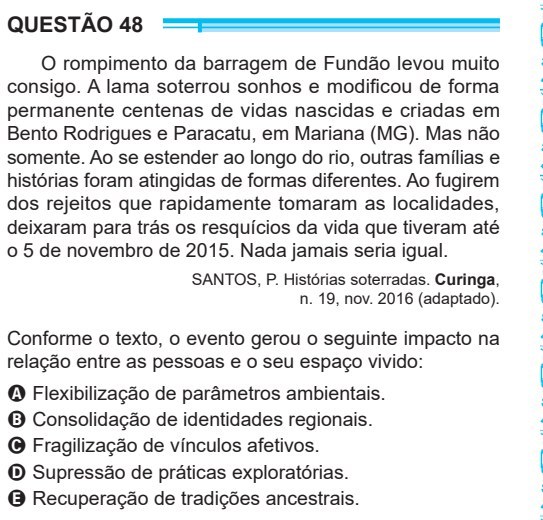 QUESTÃO 48
O rompimento da barragem de Fundão levou muito
consigo. A lama soterrou sonhos e modificou de forma
permanente centenas de vidas nascidas e criadas em
Bento Rodrigues e Paracatu, em Mariana (MG). Mas não
somente. Ao se estender ao longo do rio, outras famílias e
histórias foram atingidas de formas diferentes. Ao fugirem
dos rejeitos que rapidamente tomaram as localidades,
deixaram para trás os resquícios da vida que tiveram até
o 5 de novembro de 2015. Nada jamais seria igual.
SANTOS, P. Histórias soterradas. Curinga,
n. 19, nov. 2016 (adaptado).
Conforme o texto, o evento gerou o seguinte impacto na
relação entre as pessoas e o seu espaço vivido:
A Flexibilização de parâmetros ambientais.
B Consolidação de identidades regionais.
C Fragilização de vínculos afetivos.
D Supressão de práticas exploratórias.
E Recuperação de tradições ancestrais.